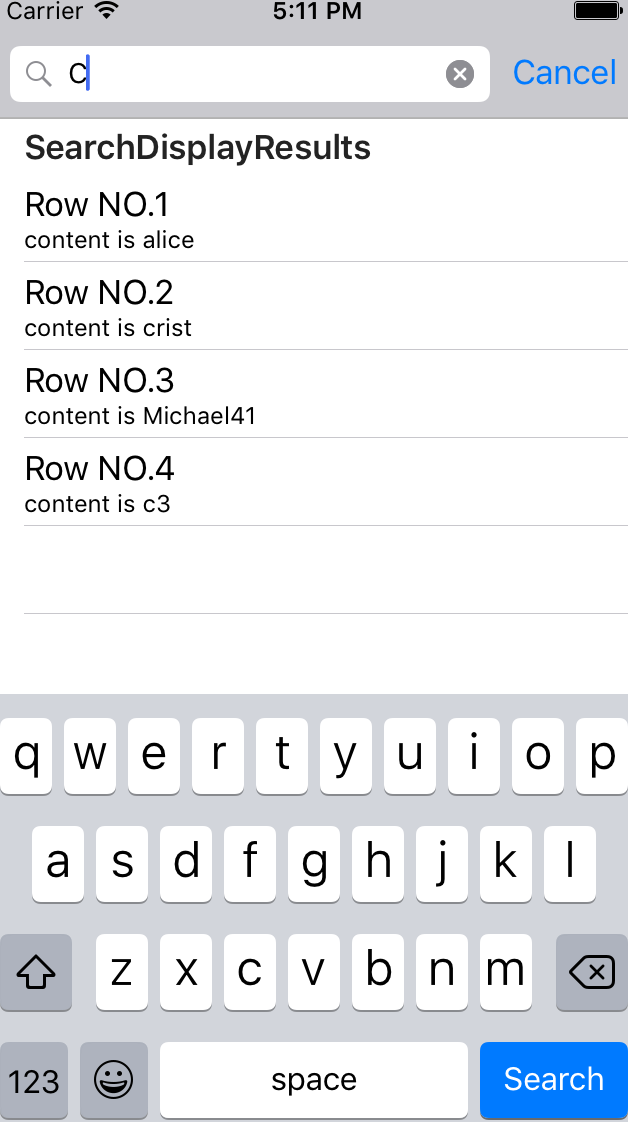 Carrier 5:11 PM
C Cancel
SearchDisplayResults
Row NO.1
content is alice
Row NO.2
content is crist
Row NO.3
content is Michael41
Row NO.4
content is c3
q w e r t y u i o p
a s d f g h j k l
z x c v b n m
123 space Search